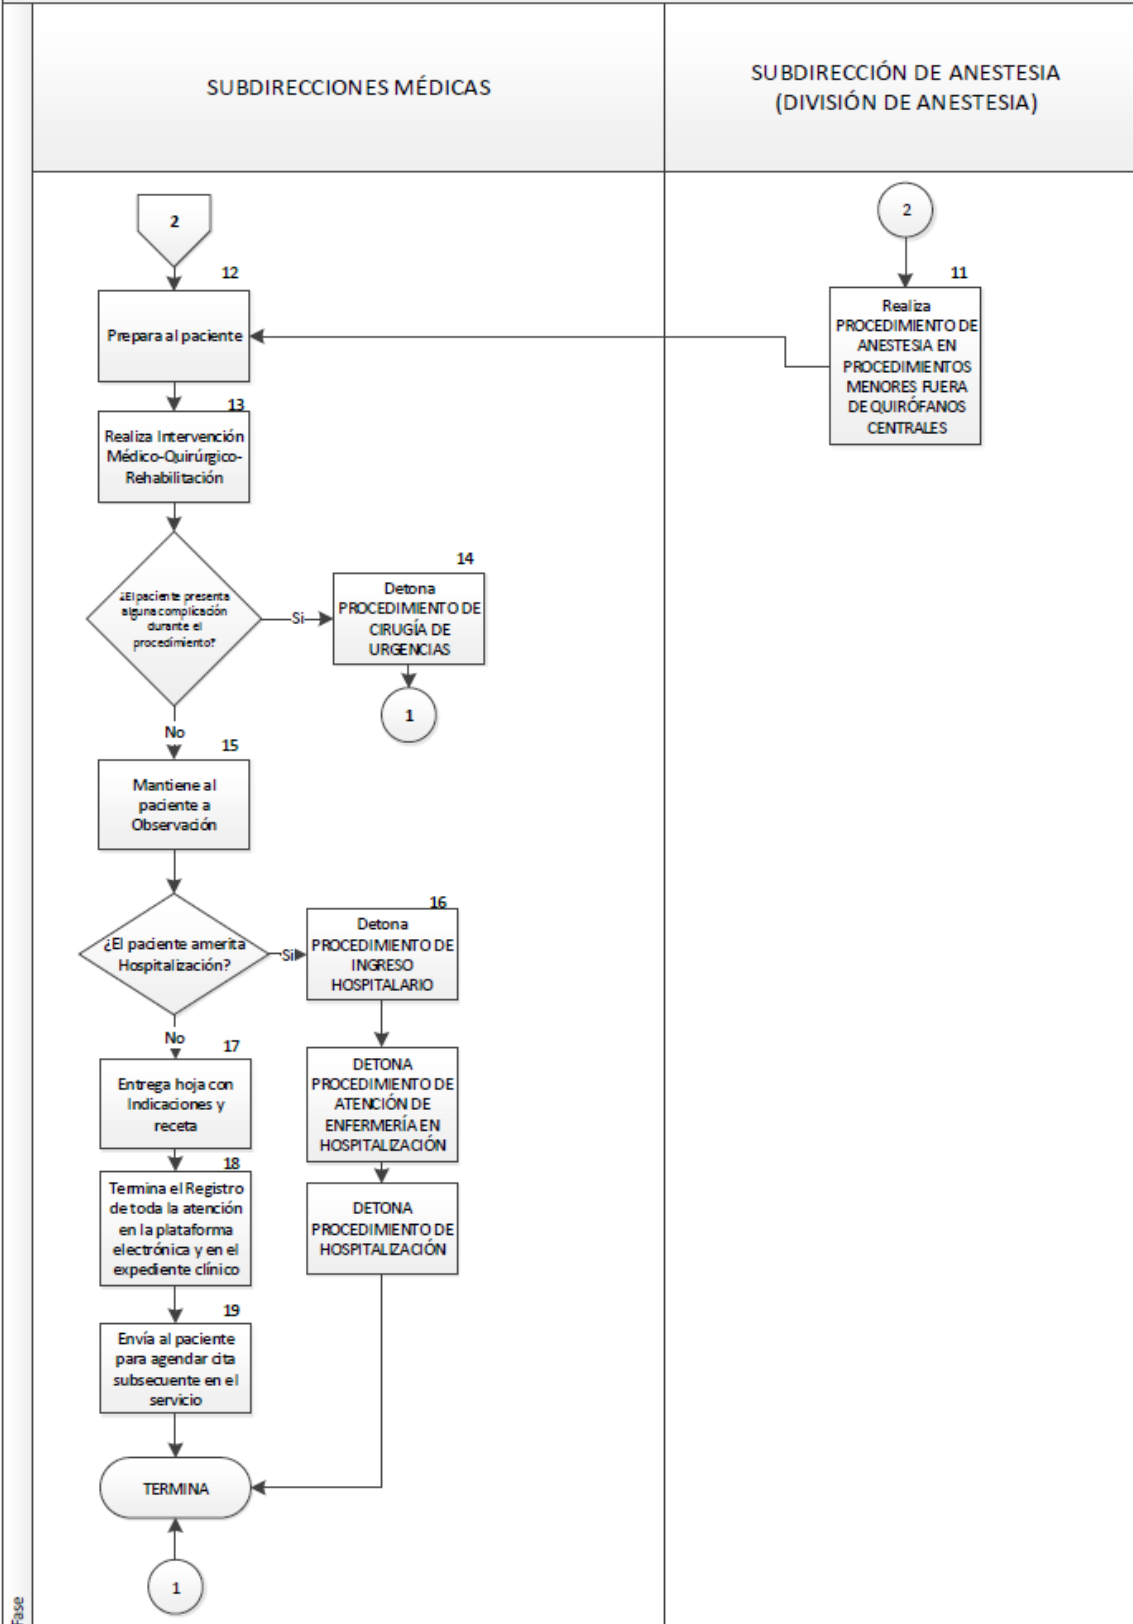 SUBDIRECCIONES MÉDICAS
SUBDIRECCIÓN DE ANESTESIA
(DIVISIÓN DE ANESTESIA)
2
12
Prepara al paciente
2
11
Realiza
PROCEDIMIENTO DE
ANESTESIA EN
PROCEDIMIENTOS
MENORES FUERA
DE QUIRÓFANOS
CENTRALES
13
Realiza Intervención
Médico-Quirúrgico-
Rehabilitación
¿El paciente presenta
alguna complicación
durante el
procedimiento?
Si
14
Detona
PROCEDIMIENTO DE
CIRUGÍA DE
URGENCIAS
1
No
15
Mantiene al
paciente a
Observación
¿El paciente amerita
Hospitalización?
Si
16
Detona
PROCEDIMIENTO DE
INGRESO
HOSPITALARIO
DETONA
PROCEDIMIENTO DE
ATENCIÓN DE
ENFERMERÍA EN
HOSPITALIZACIÓN
DETONA
PROCEDIMIENTO DE
HOSPITALIZACIÓN
No
17
Entrega hoja con
Indicaciones y
receta
18
Termina el Registro
de toda la atención
en la plataforma
electrónica y en el
expediente clínico
19
Envía al paciente
para agendar cita
subsecuente en el
servicio
TERMINA
1
Fase